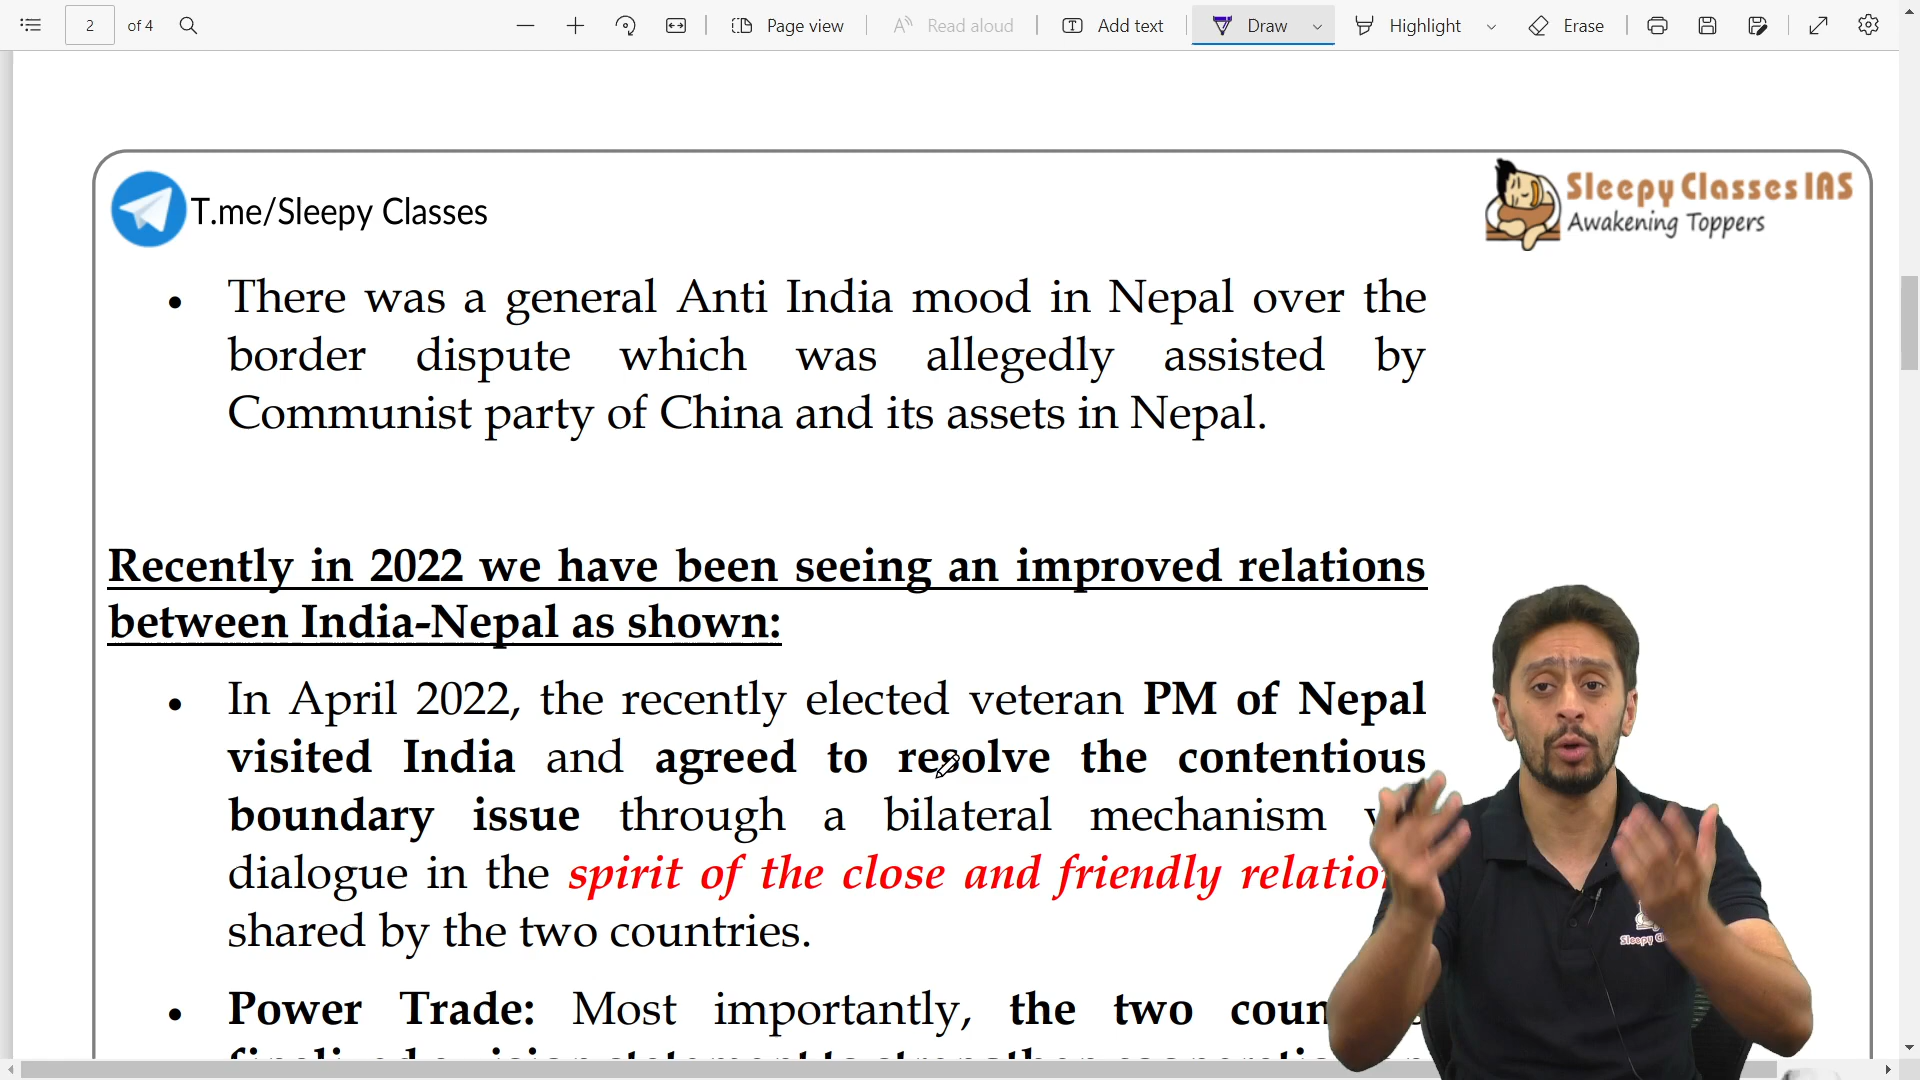 2 of 4 Page view Read aloud Add text Draw Highlight Erase
T.me/Sleepy Classes
Sleepy Classes IAS
Awakening Toppers
• There was a general Anti India mood in Nepal over the
border dispute which was allegedly assisted by
Communist party of China and its assets in Nepal.
Recently in 2022 we have been seeing an improved relations
between India-Nepal as shown:
• In April 2022, the recently elected veteran PM of Nepal
visited India and agreed to resolve the contentious
boundary issue through a bilateral mechanism
dialogue in the spirit of the close and friendly
shared by the two countries.
• Power Trade: Most importantly, the two
Sleepy